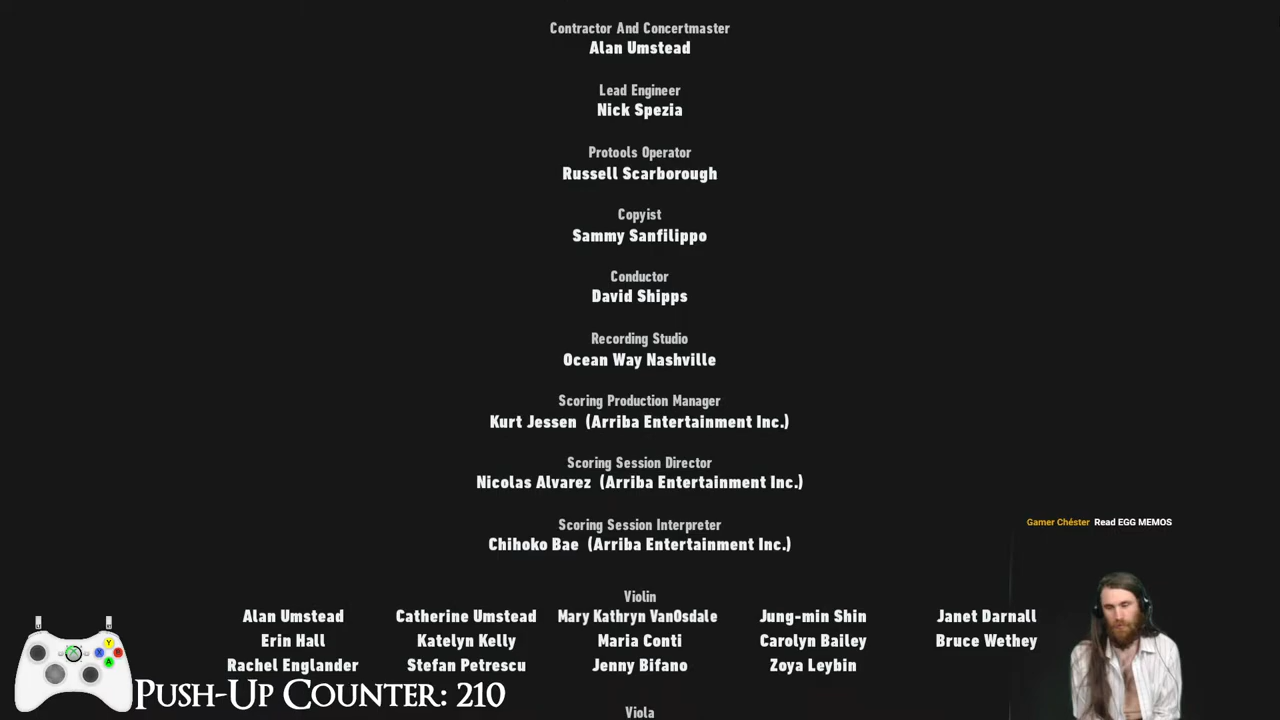 Contractor And Concertmaster
Alan Umstead
Lead Engineer
Nick Spezia
Protools Operator
Russell Scarborough
Copyist
Sammy Sanfilippo
Conductor
David Shipps
Recording Studio
Ocean Way Nashville
Scoring Production Manager
Kurt Jessen (Arriba Entertainment Inc.)
Scoring Session Director
Nicolas Alvarez (Arriba Entertainment Inc.)
Scoring Session Interpreter
Chihoko Bae (Arriba Entertainment Inc.)
Gamer Chéster Read EGG MEMOS
Violin
Alan Umstead Catherine Umstead Mary Kathryn VanOsdale Jung-min Shin Janet Darnall
Erin Hall Katelyn Kelly Maria Conti Carolyn Bailey Bruce Wethey
Rachel Englander Stefan Petrescu Jenny Bifano Zoya Leybin
Y
X B
A
Push-Up Counter: 210
Viola